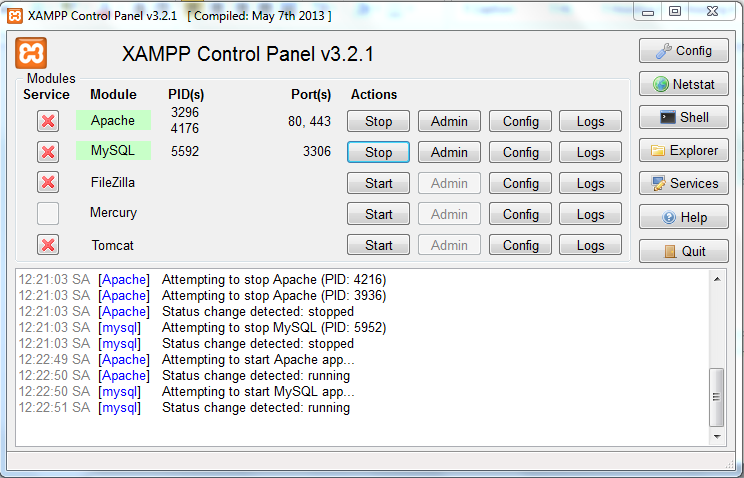 XAMPP Control Panel v3.2.1 [ Compiled: May 7th 2013 ]
XAMPP Control Panel v3.2.1
Config
Modules
Service Module PID(s) Port(s) Actions
Netstat
Apache 3296 4176 80, 443 Stop Admin Config Logs
Shell
MySQL 5592 3306 Stop Admin Config Logs
Explorer
FileZilla Start Admin Config Logs
Services
Mercury Start Admin Config Logs
Help
Tomcat Start Admin Config Logs
Quit
12:21:03 SA [Apache] Attempting to stop Apache (PID: 4216)
12:21:03 SA [Apache] Attempting to stop Apache (PID: 3936)
12:21:03 SA [Apache] Status change detected: stopped
12:21:03 SA [mysql] Attempting to stop MySQL (PID: 5952)
12:21:03 SA [mysql] Status change detected: stopped
12:22:49 SA [Apache] Attempting to start Apache app...
12:22:50 SA [Apache] Status change detected: running
12:22:50 SA [mysql] Attempting to start MySQL app...
12:22:51 SA [mysql] Status change detected: running